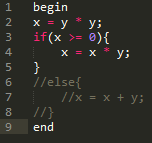 1 begin
2 x = y * y;
3 if(x >= 0){
4     x = x * y;
5 }
6 //else{
7     //x = x + y;
8 //}
9 end